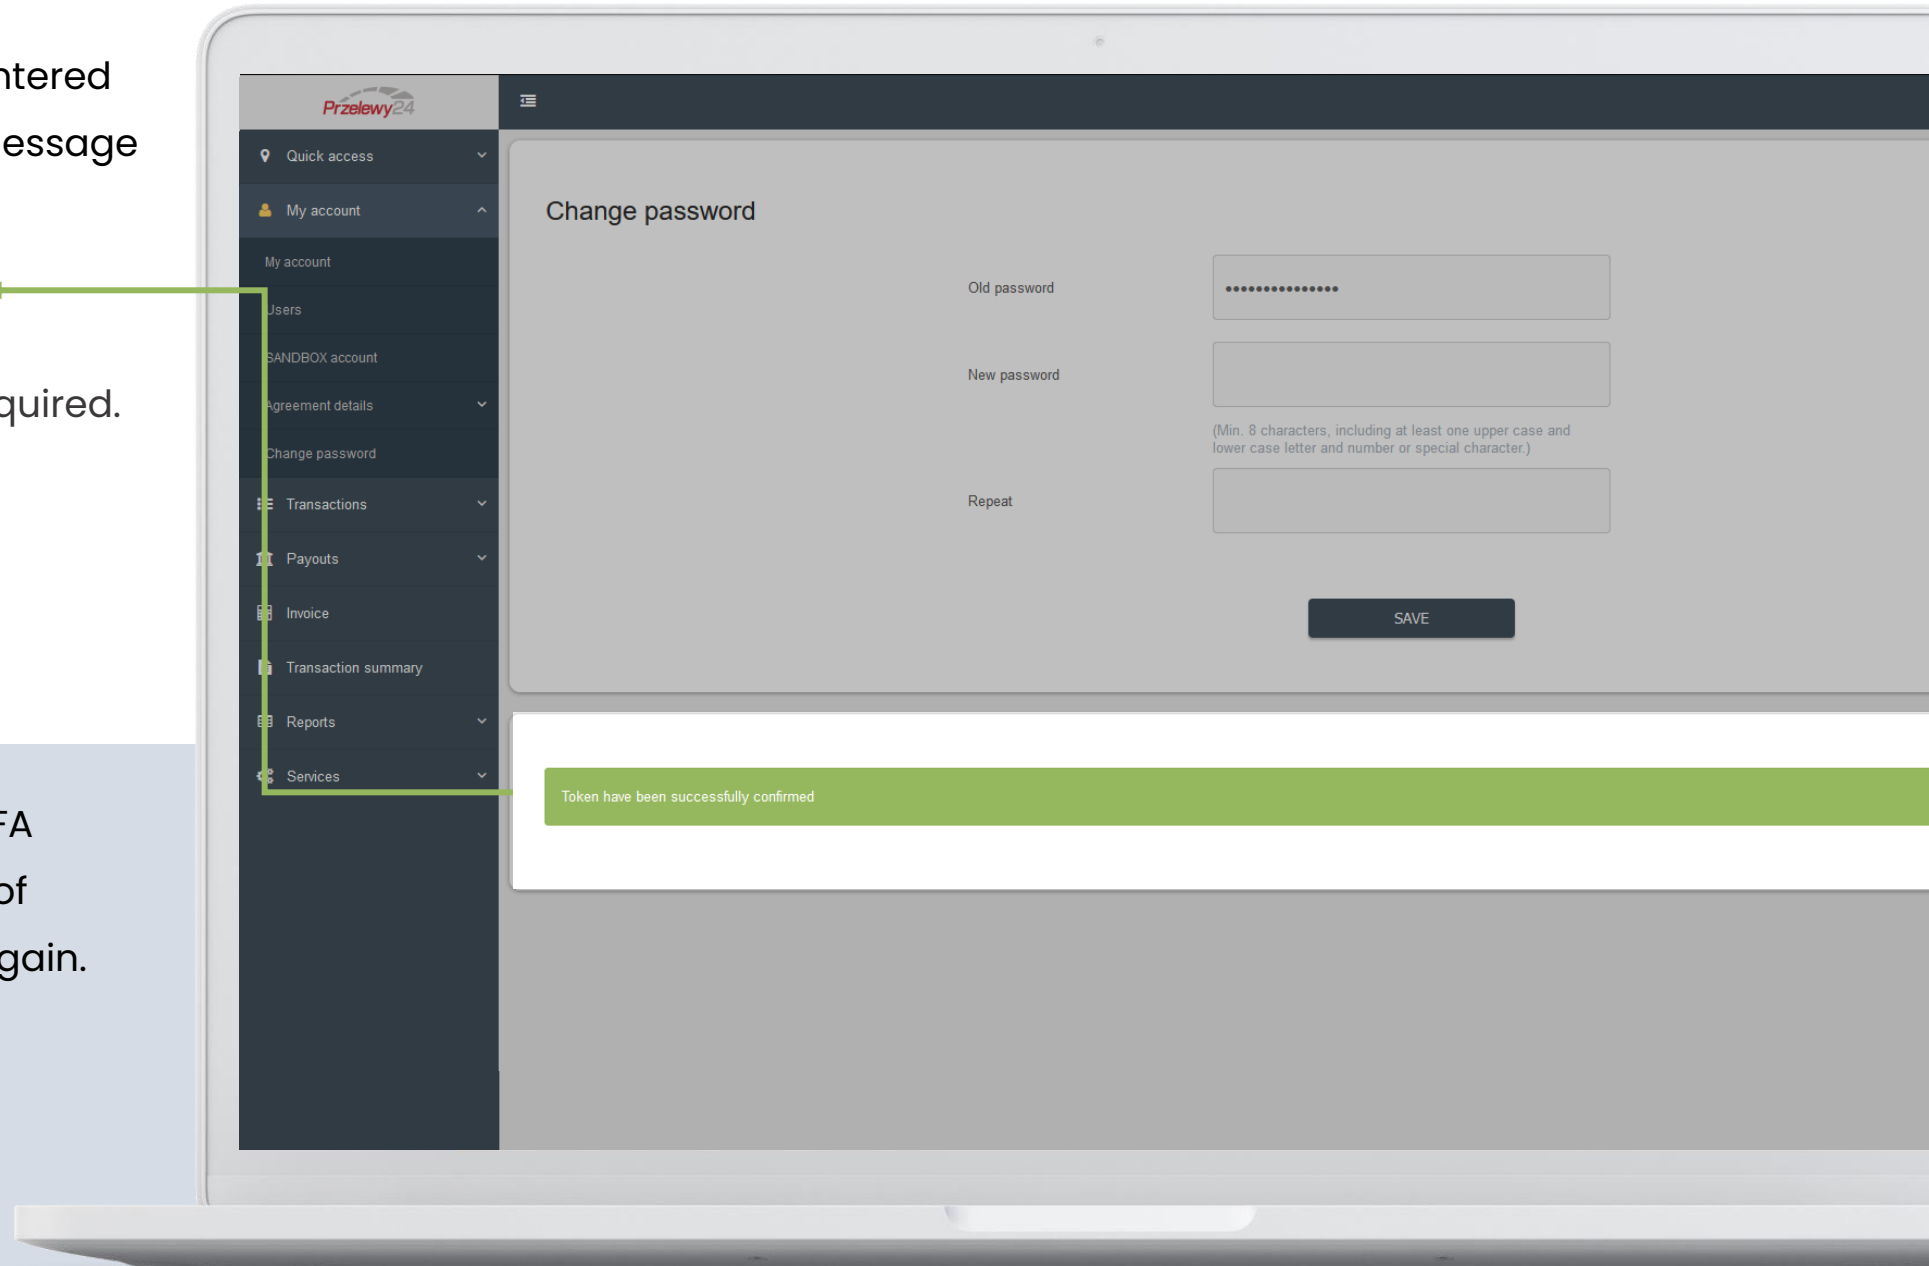 ntered
essage
quired.
FA
of
gain.
Przelewy24
Quick access
My account
My account
Users
SANDBOX account
Agreement details
Change password
Transactions
Payouts
Invoice
Transaction summary
Reports
Services
Change password
Old password
New password
(Min. 8 characters, including at least one upper case and
lower case letter and number or special character.)
Repeat
SAVE
Token have been successfully confirmed